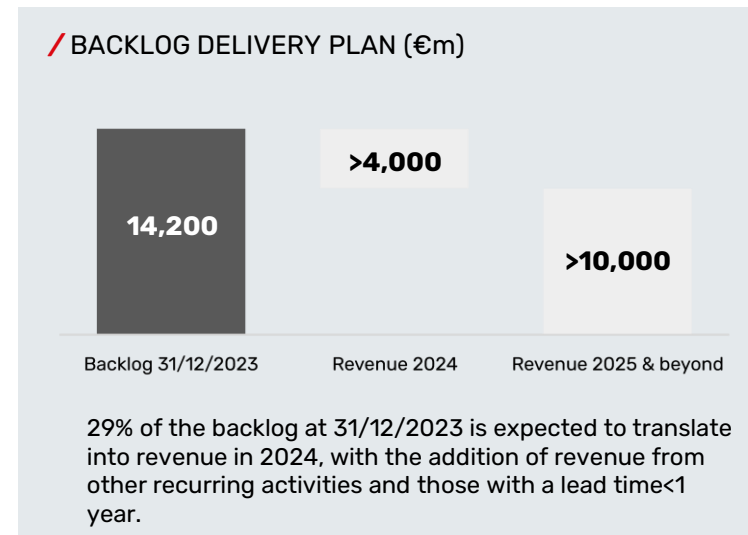 / BACKLOG DELIVERY PLAN (€m)
14,200
>4,000
>10,000
Backlog 31/12/2023
Revenue 2024
Revenue 2025 & beyond
29% of the backlog at 31/12/2023 is expected to translate
into revenue in 2024, with the addition of revenue from
other recurring activities and those with a lead time<1
year.